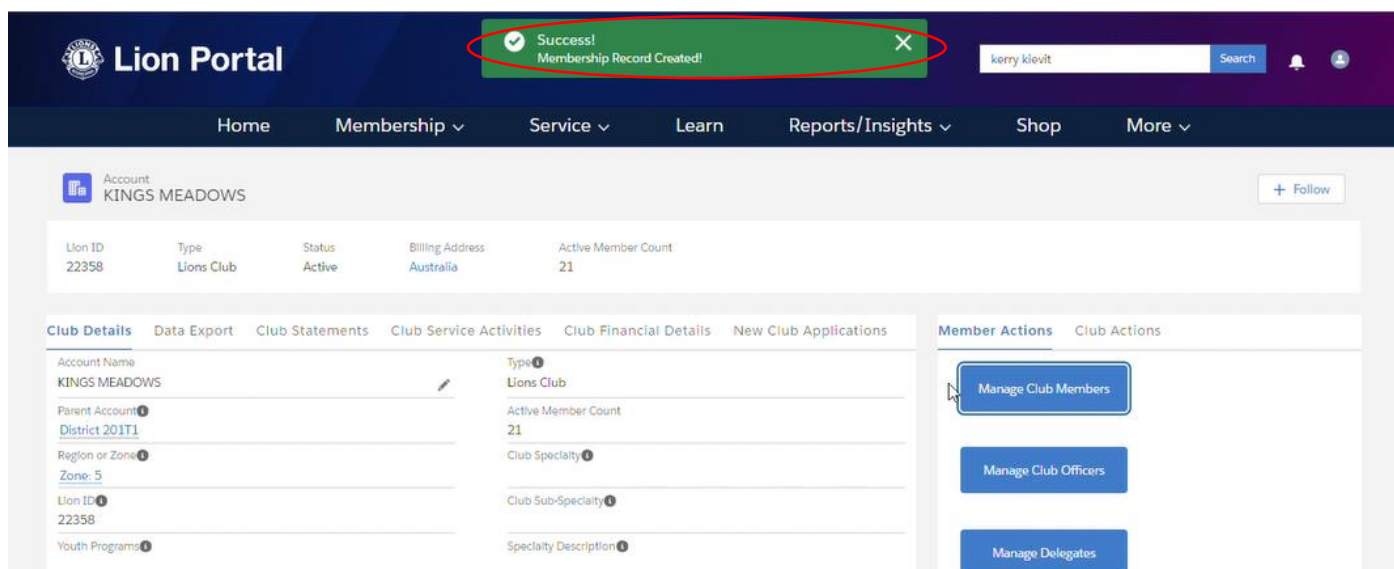 Success!
Membership Record Created!
Lion Portal
kerry kievit
Search
Home Membership Service Learn Reports/Insights Shop More
Account
KINGS MEADOWS
+ Follow
Lion ID Type Status Billing Address Active Member Count
22358 Lions Club Active Australia 21
Club Details Data Export Club Statements Club Service Activities Club Financial Details New Club Applications
Member Actions Club Actions
Account Name Type
KINGS MEADOWS Lions Club
Parent Account Active Member Count
District 201T1 21
Region or Zone Club Specialty
Zone: 5
Lion ID Club Sub-Specialty
22358
Youth Programs Specialty Description
Manage Club Members
Manage Club Officers
Manage Delegates